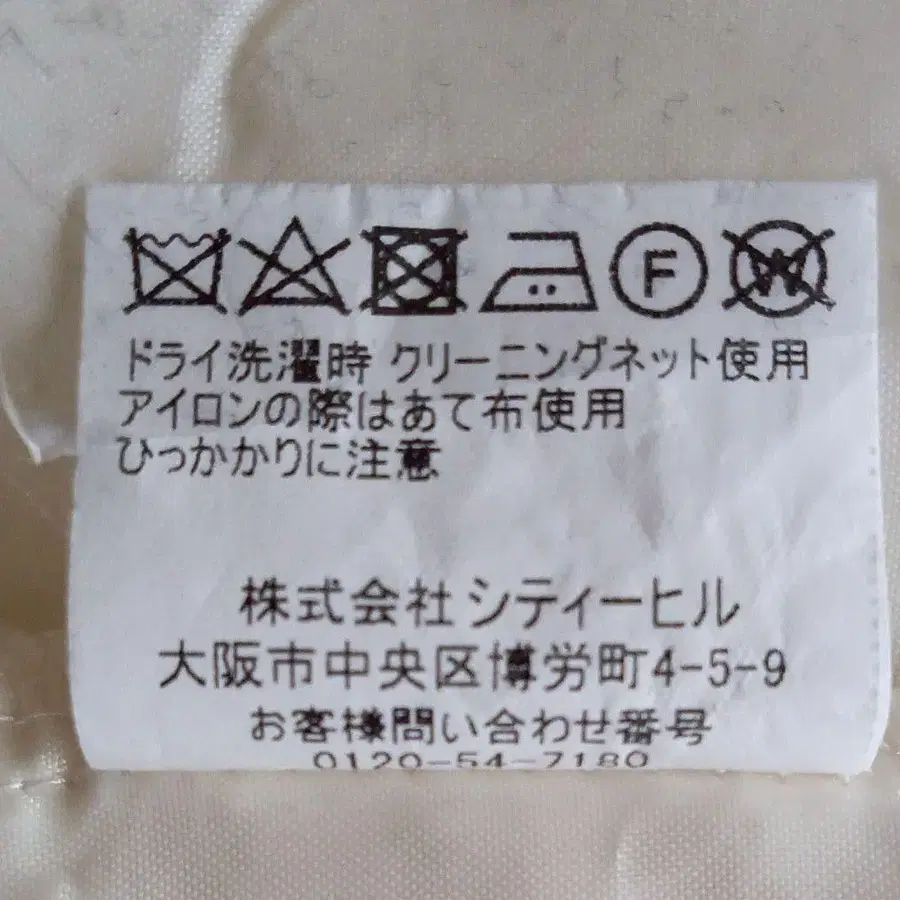 F W
ドライ洗濯時 クリーニングネット使用
アイロンの際はあて布使用
ひっかかりに注意
株式会社シティーヒル
大阪市中央区博労町4-5-9
お客様問い合わせ番号
0120-54-7180